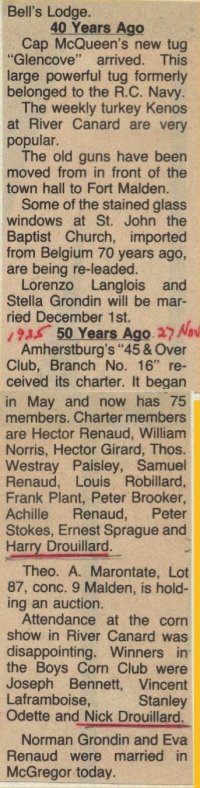 Bell's Lodge.
40 Years Ago
Cap McQueen's new tug
"Glencove" arrived. This
large powerful tug formerly
belonged to the R.C. Navy.
The weekly turkey Kenos
at River Canard are very
popular.
The old guns have been
moved from in front of the
town hall to Fort Malden.
Some of the stained glass
windows at St. John the
Baptist Church, imported
from Belgium 70 years ago,
are being re-leaded.
Lorenzo Langlois and
Stella Grondin will be mar-
ried December 1st.
1935 50 Years Ago 27 Nov
Amherstburg's "45 & Over
Club, Branch No. 16" re-
ceived its charter. It began
in May and now has 75
members. Charter members
are Hector Renaud, William
Norris, Hector Girard, Thos.
Westray Paisley, Samuel
Renaud, Louis Robillard,
Frank Plant, Peter Brooker,
Achille Renaud, Peter
Stokes, Ernest Sprague and
Harry Drouillard.
Theo. A. Marontate, Lot
87, conc. 9 Malden, is hold-
ing an auction.
Attendance at the corn
show in River Canard was
disappointing. Winners in
the Boys Corn Club were
Joseph Bennett, Vincent
Laframboise, Stanley
Odette and Nick Drouillard.
Norman Grondin and Eva
Renaud were married in
McGregor today.